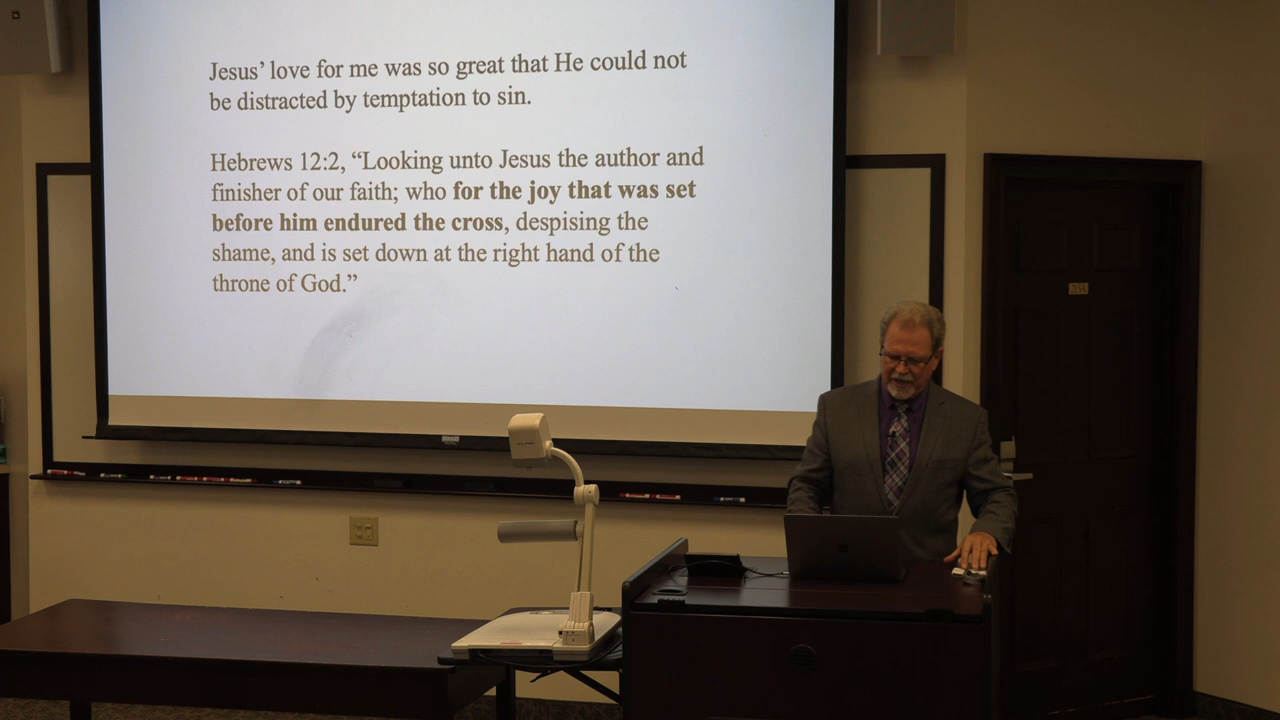 Jesus’ love for me was so great that He could not
be distracted by temptation to sin.
Hebrews 12:2, “Looking unto Jesus the author and
finisher of our faith; who for the joy that was set
before him endured the cross, despising the
shame, and is set down at the right hand of the
throne of God.”